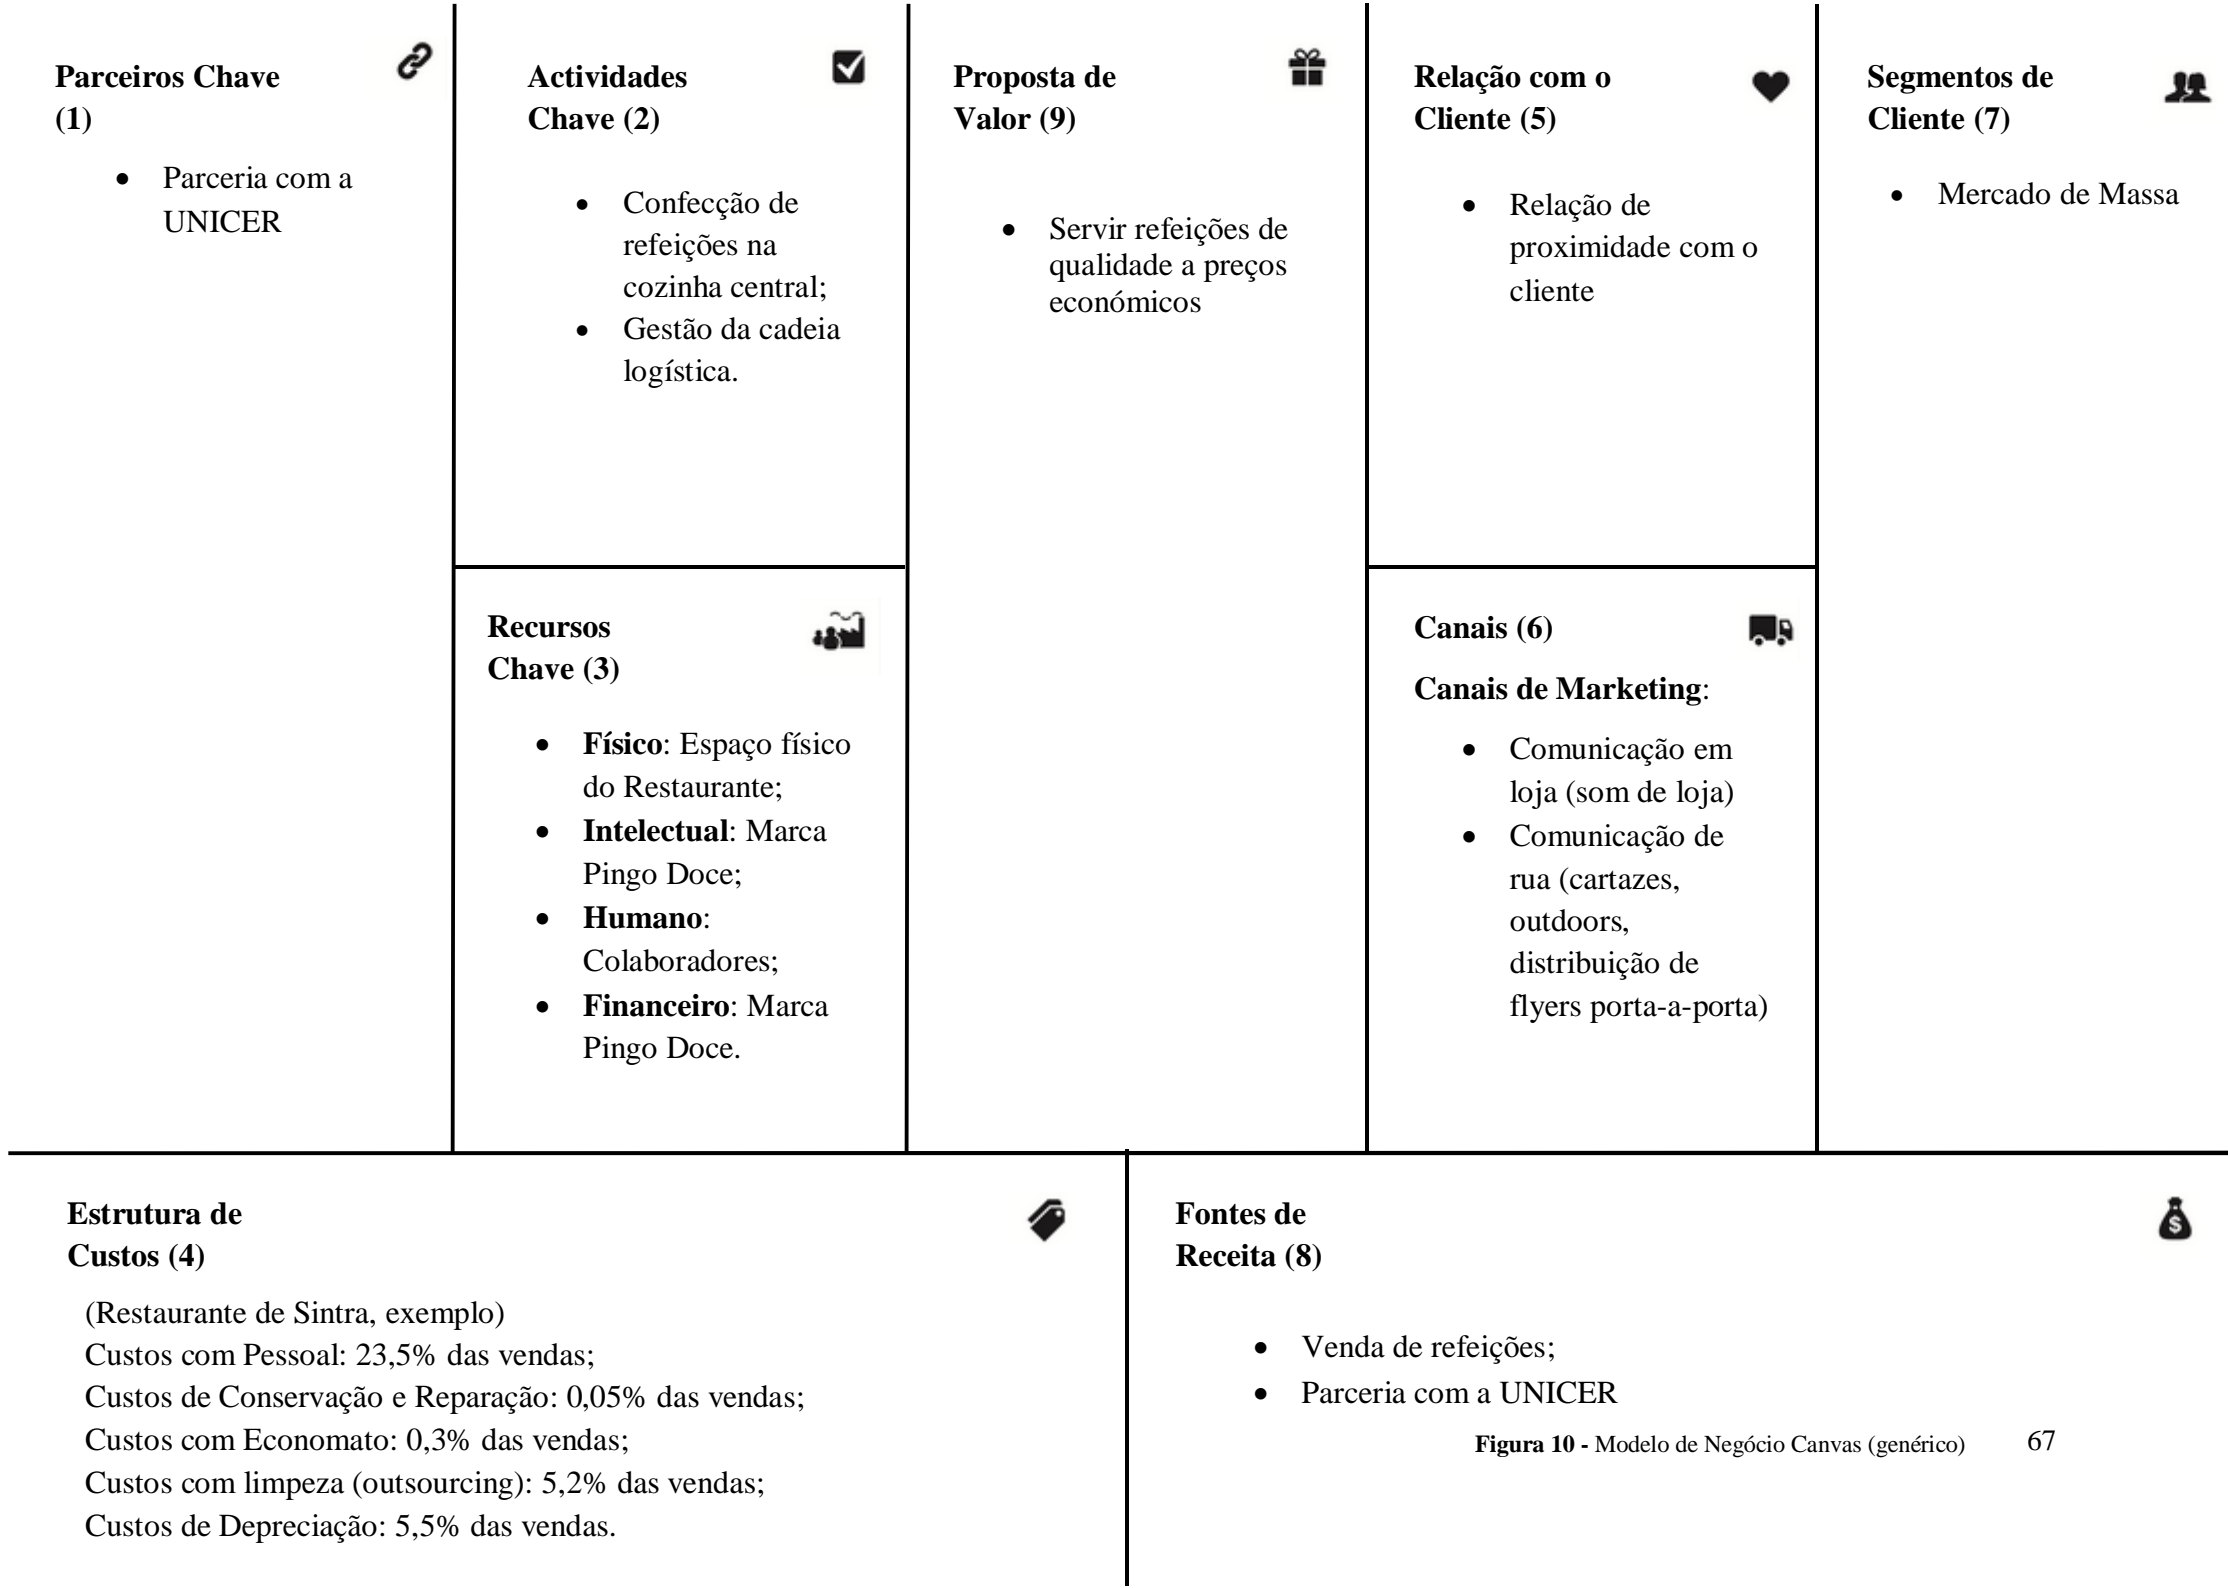 Parceiros Chave
(1)
• Parceria com a
UNICER
Actividades
Chave (2)
• Confecção de
refeições na
cozinha central;
• Gestão da cadeia
logística.
Recursos
Chave (3)
• Físico: Espaço físico
do Restaurante;
• Intelectual: Marca
Pingo Doce;
• Humano:
Colaboradores;
• Financeiro: Marca
Pingo Doce.
Proposta de
Valor (9)
• Servir refeições de
qualidade a preços
económicos
Relação com o
Cliente (5)
• Relação de
proximidade com o
cliente
Canais (6)
Canais de Marketing:
• Comunicação em
loja (som de loja)
• Comunicação de
rua (cartazes,
outdoors,
distribuição de
flyers porta-a-porta)
Segmentos de
Cliente (7)
• Mercado de Massa
Estrutura de
Custos (4)
(Restaurante de Sintra, exemplo)
Custos com Pessoal: 23,5% das vendas;
Custos de Conservação e Reparação: 0,05% das vendas;
Custos com Economato: 0,3% das vendas;
Custos com limpeza (outsourcing): 5,2% das vendas;
Custos de Depreciação: 5,5% das vendas.
Fontes de
Receita (8)
• Venda de refeições;
• Parceria com a UNICER
Figura 10 - Modelo de Negócio Canvas (genérico)
67